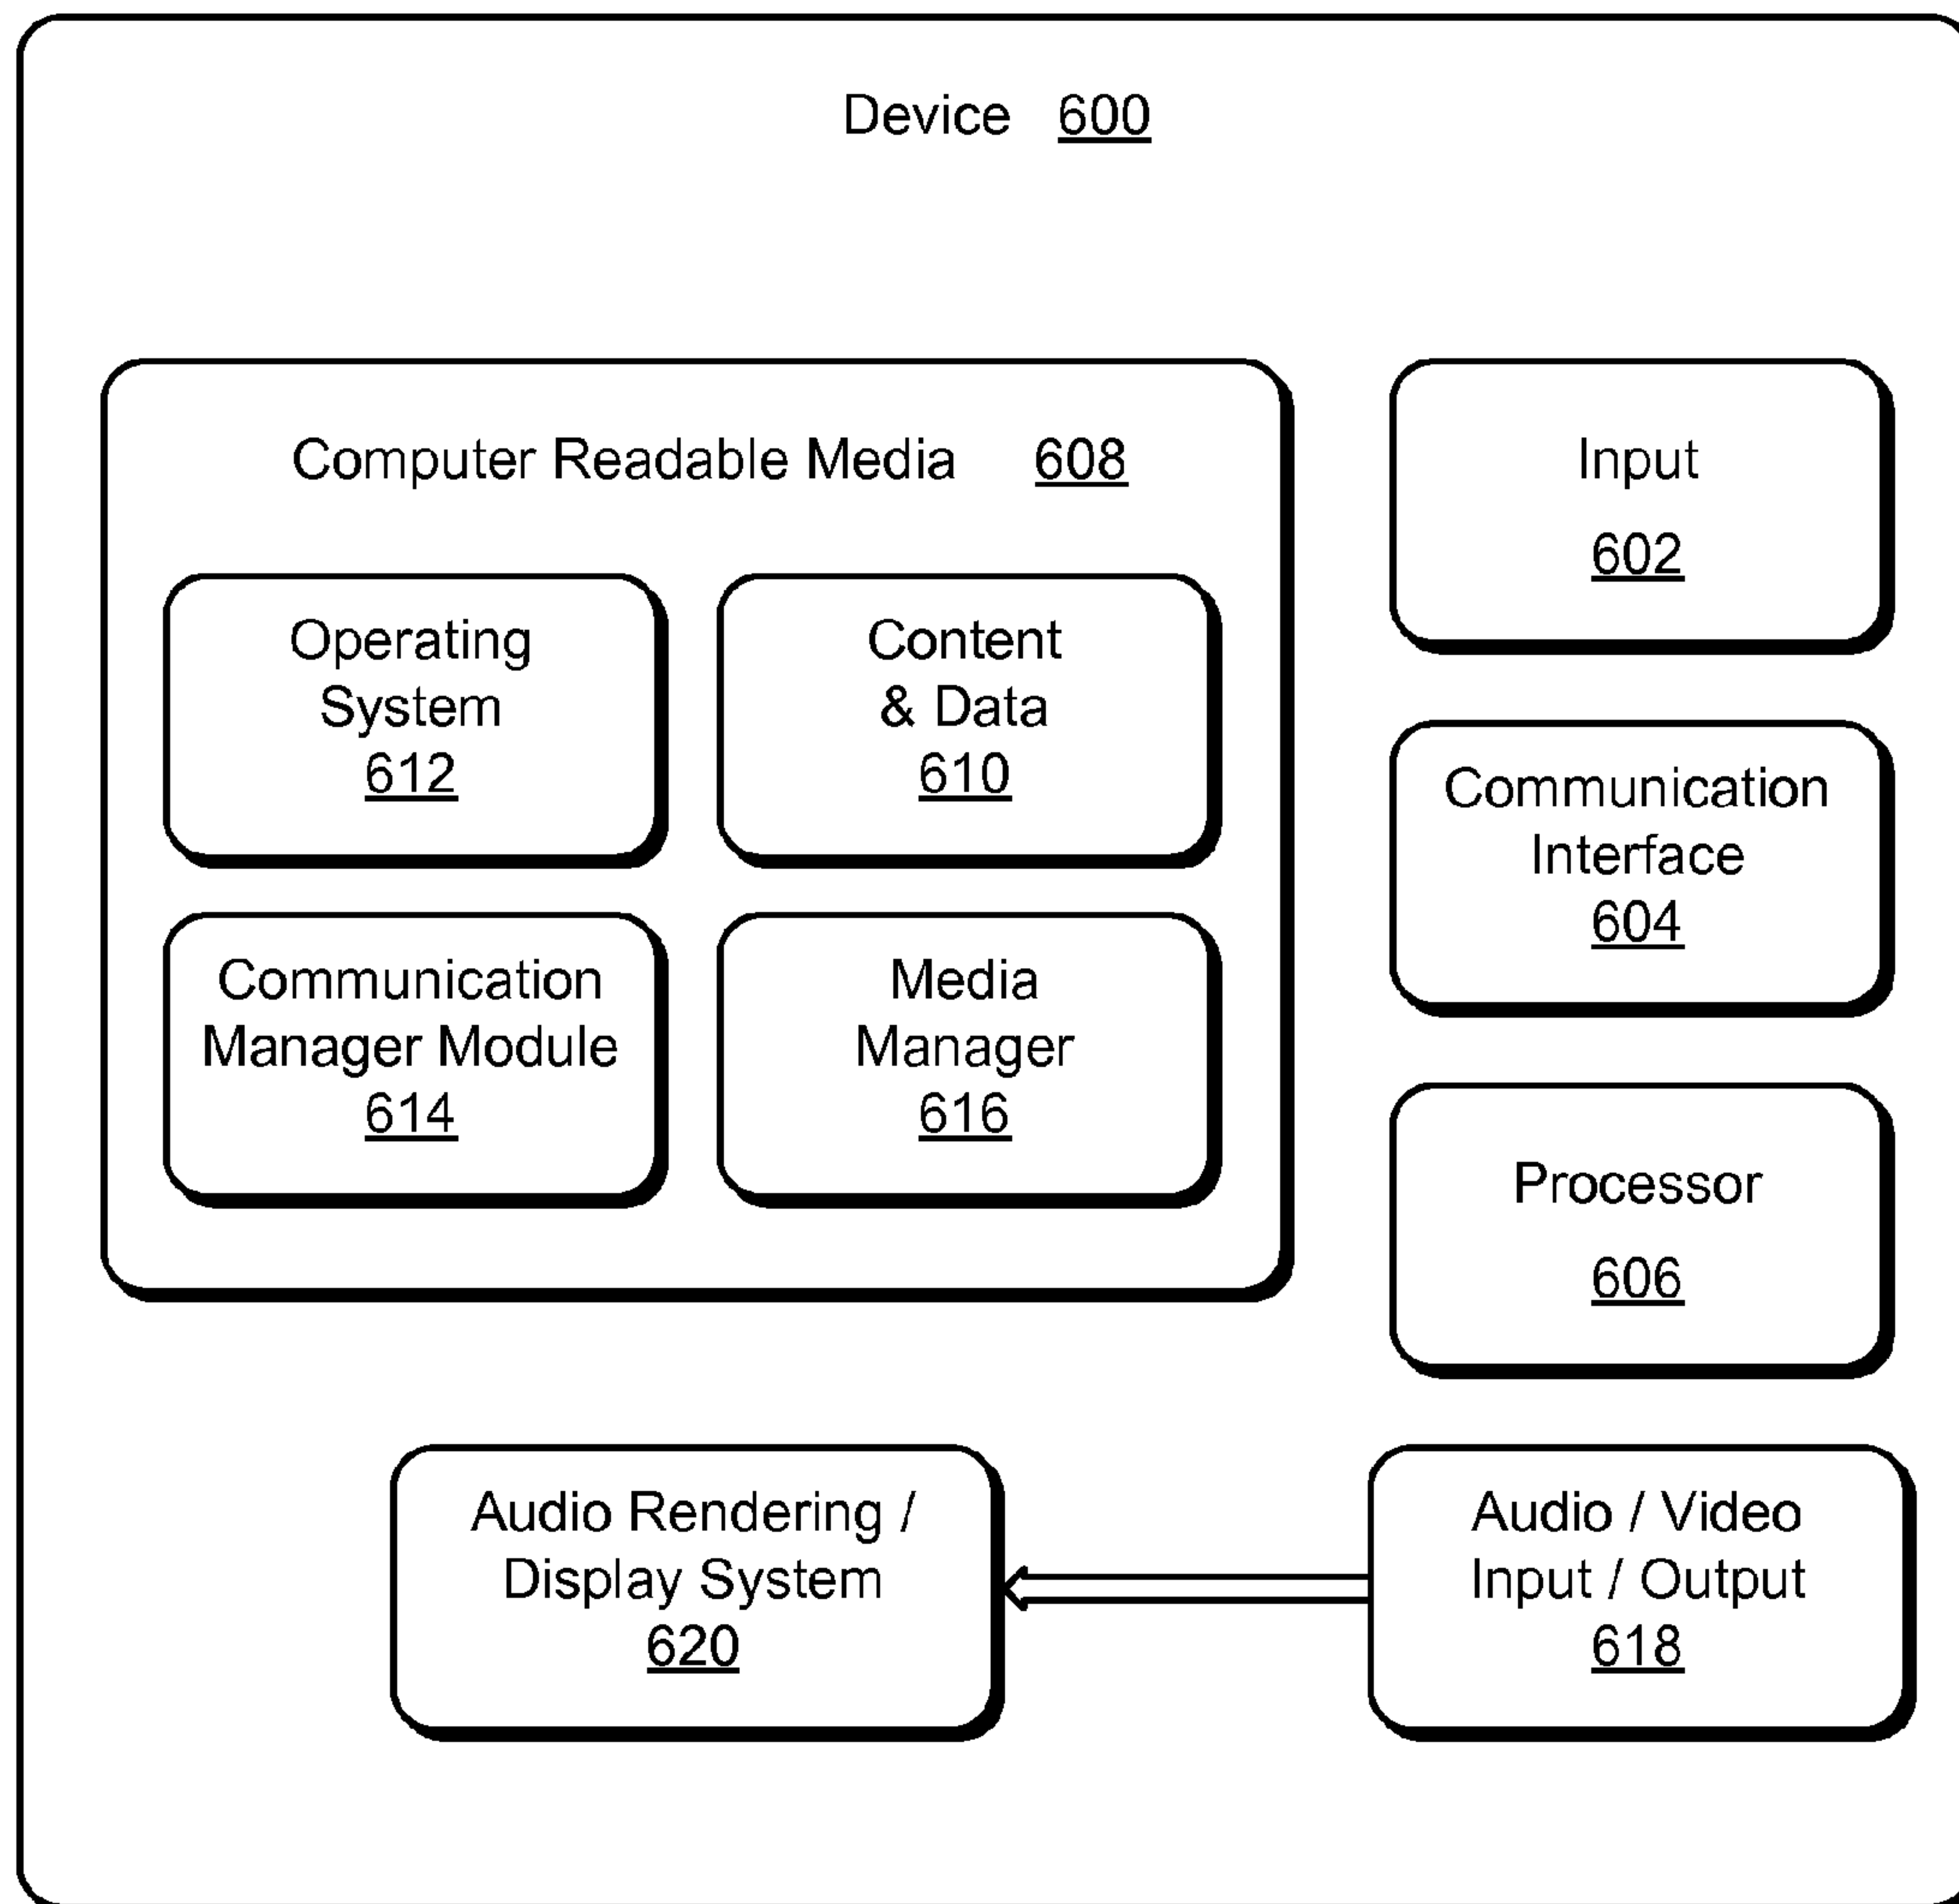 Device 600
Computer Readable Media 608
Operating
System
612
Content
& Data
610
Communication
Manager Module
614
Media
Manager
616
Input
602
Communication
Interface
604
Processor
606
Audio Rendering /
Display System
620
Audio / Video
Input / Output
618